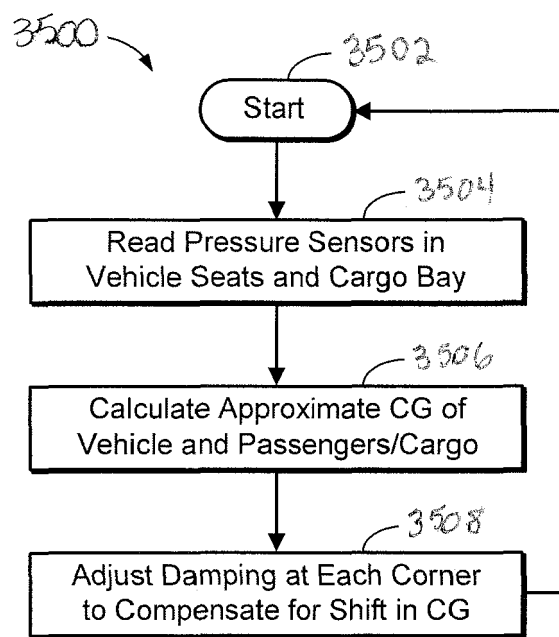 3500
3502
Start
3504
Read Pressure Sensors in
Vehicle Seats and Cargo Bay
3506
Calculate Approximate CG of
Vehicle and Passengers/Cargo
3508
Adjust Damping at Each Corner
to Compensate for Shift in CG